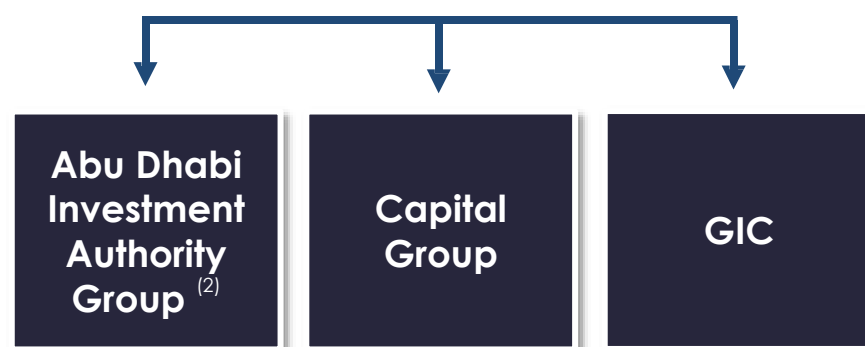 Abu Dhabi
Investment
Authority
Group (2)
Capital
Group
GIC